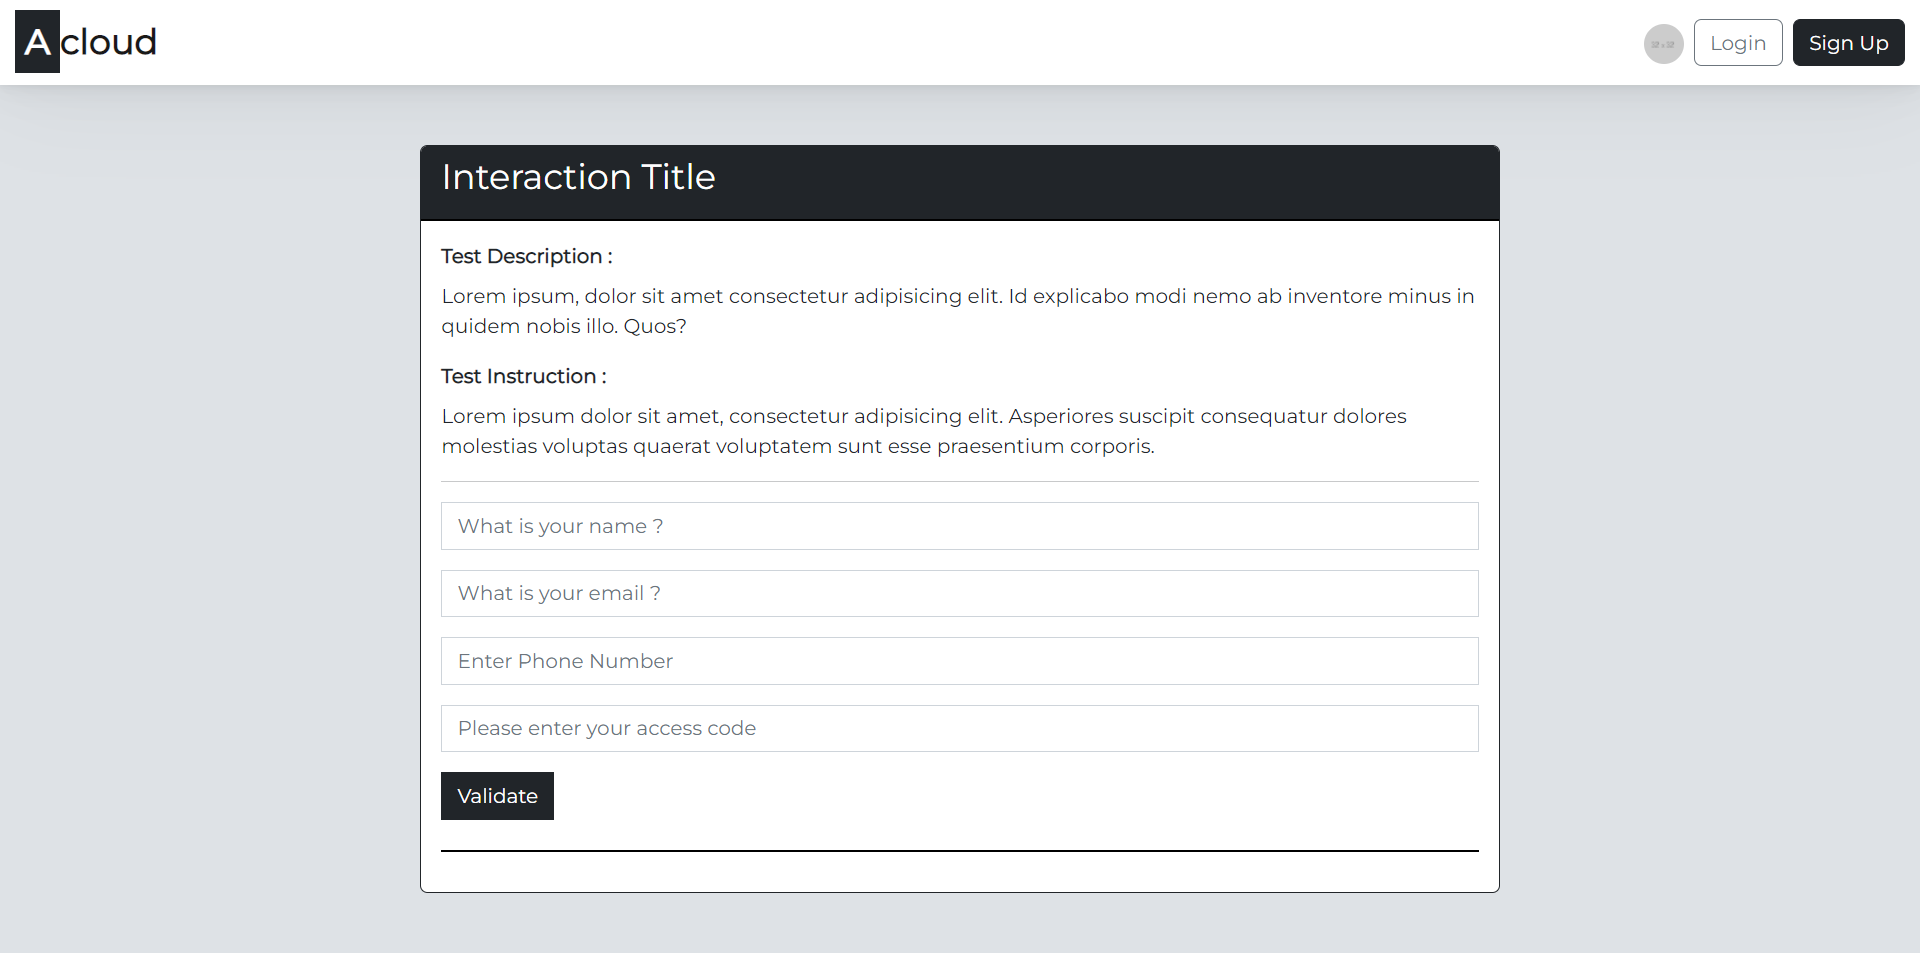 A cloud
Login
Sign Up
Interaction Title
Test Description :
Lorem ipsum, dolor sit amet consectetur adipisicing elit. Id explicabo modi nemo ab inventore minus in
quidem nobis illo. Quos?
Test Instruction :
Lorem ipsum dolor sit amet, consectetur adipisicing elit. Asperiores suscipit consequatur dolores
molestias voluptas quaerat voluptatem sunt esse praesentium corporis.
What is your name ?
What is your email ?
Enter Phone Number
Please enter your access code
Validate